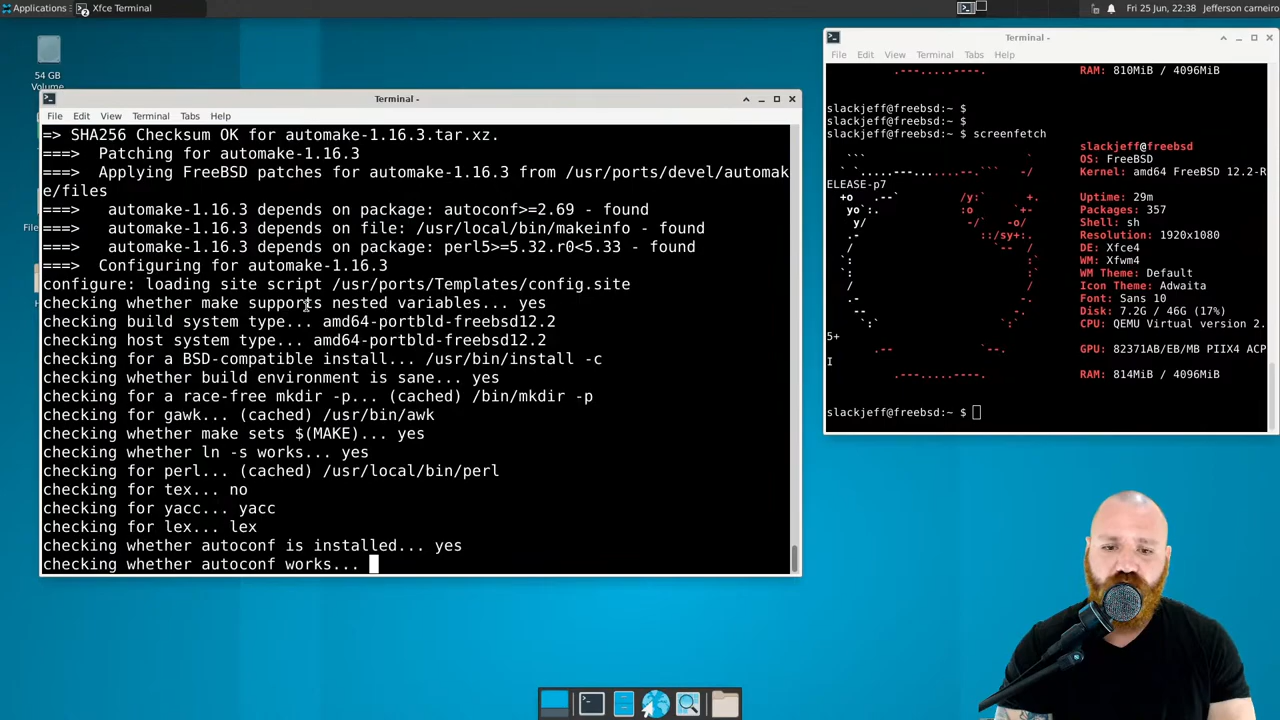 Applications
Xfce Terminal
Fri 25 Jun, 22:38
Jefferson carneiro
54 GB
Volume
Terminal -
File Edit View Terminal Tabs Help
=> SHA256 Checksum OK for automake-1.16.3.tar.xz.
===>  Patching for automake-1.16.3
===>  Applying FreeBSD patches for automake-1.16.3 from /usr/ports/devel/automak
e/files
===>   automake-1.16.3 depends on package: autoconf>=2.69 - found
===>   automake-1.16.3 depends on file: /usr/local/bin/makeinfo - found
===>   automake-1.16.3 depends on package: perl5>=5.32.r0<5.33 - found
===>  Configuring for automake-1.16.3
configure: loading site script /usr/ports/Templates/config.site
checking whether make supports nested variables... yes
checking build system type... amd64-portbld-freebsd12.2
checking host system type... amd64-portbld-freebsd12.2
checking for a BSD-compatible install... /usr/bin/install -c
checking whether build environment is sane... yes
checking for a race-free mkdir -p... (cached) /bin/mkdir -p
checking for gawk... (cached) /usr/bin/awk
checking whether make sets $(MAKE)... yes
checking whether ln -s works... yes
checking for perl... (cached) /usr/local/bin/perl
checking for tex... no
checking for yacc... yacc
checking for lex... lex
checking whether autoconf is installed... yes
checking whether autoconf works...
Terminal -
File Edit View Terminal Tabs Help
RAM: 810MiB / 4096MiB
slackjeff@freebsd:~ $
slackjeff@freebsd:~ $
slackjeff@freebsd:~ $ screenfetch
slackjeff@freebsd
OS: FreeBSD
Kernel: amd64 FreeBSD 12.2-R
ELEASE-p7
Uptime: 29m
Packages: 357
Shell: sh
Resolution: 1920x1080
DE: Xfce4
WM: Xfwm4
WM Theme: Default
Icon Theme: Adwaita
Font: Sans 10
Disk: 7.2G / 46G (17%)
CPU: QEMU Virtual version 2.
5+
GPU: 82371AB/EB/MB PIIX4 ACP
I
RAM: 814MiB / 4096MiB
slackjeff@freebsd:~ $